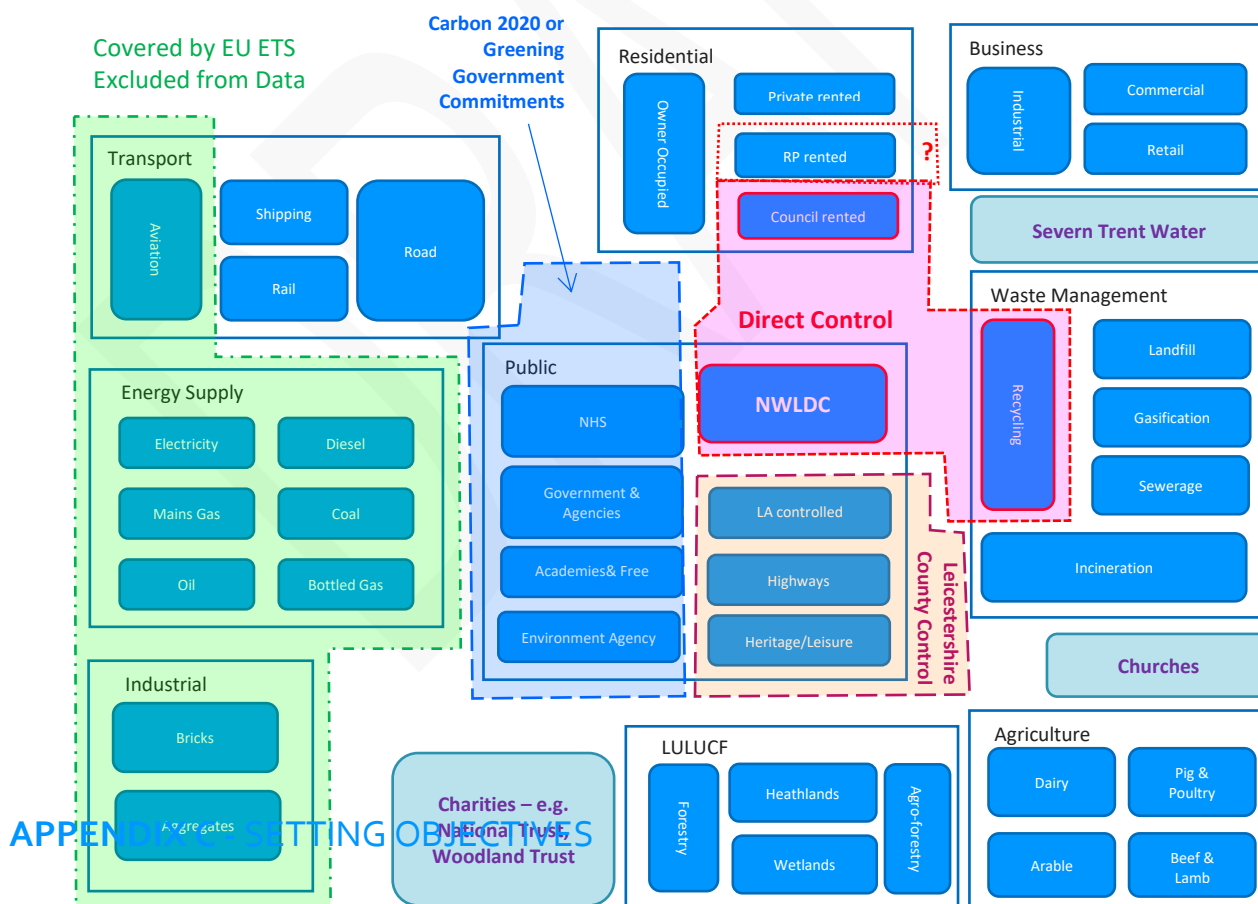 Covered by EU ETS
Excluded from Data
Carbon 2020 or
Greening
Government
Commitments
Residential
Owner Occupied
Private rented
RP rented
?
Council rented
Business
Industrial
Commercial
Retail
Severn Trent Water
Transport
Aviation
Shipping
Rail
Road
Energy Supply
Electricity
Diesel
Mains Gas
Coal
Oil
Bottled Gas
Public
NHS
Government &
Agencies
Academies& Free
Environment Agency
Direct Control
NWLDC
LA controlled
Highways
Heritage/Leisure
Leicestershire
County Control
Waste Management
Recycling
Landfill
Gasification
Sewerage
Incineration
Churches
Industrial
Bricks
Aggregates
Charities – e.g.
National Trust,
Woodland Trust
LULUCF
Forestry
Heathlands
Wetlands
Agro-forestry
Agriculture
Dairy
Pig &
Poultry
Arable
Beef &
Lamb
APPENDIX C - SETTING OBJECTIVES